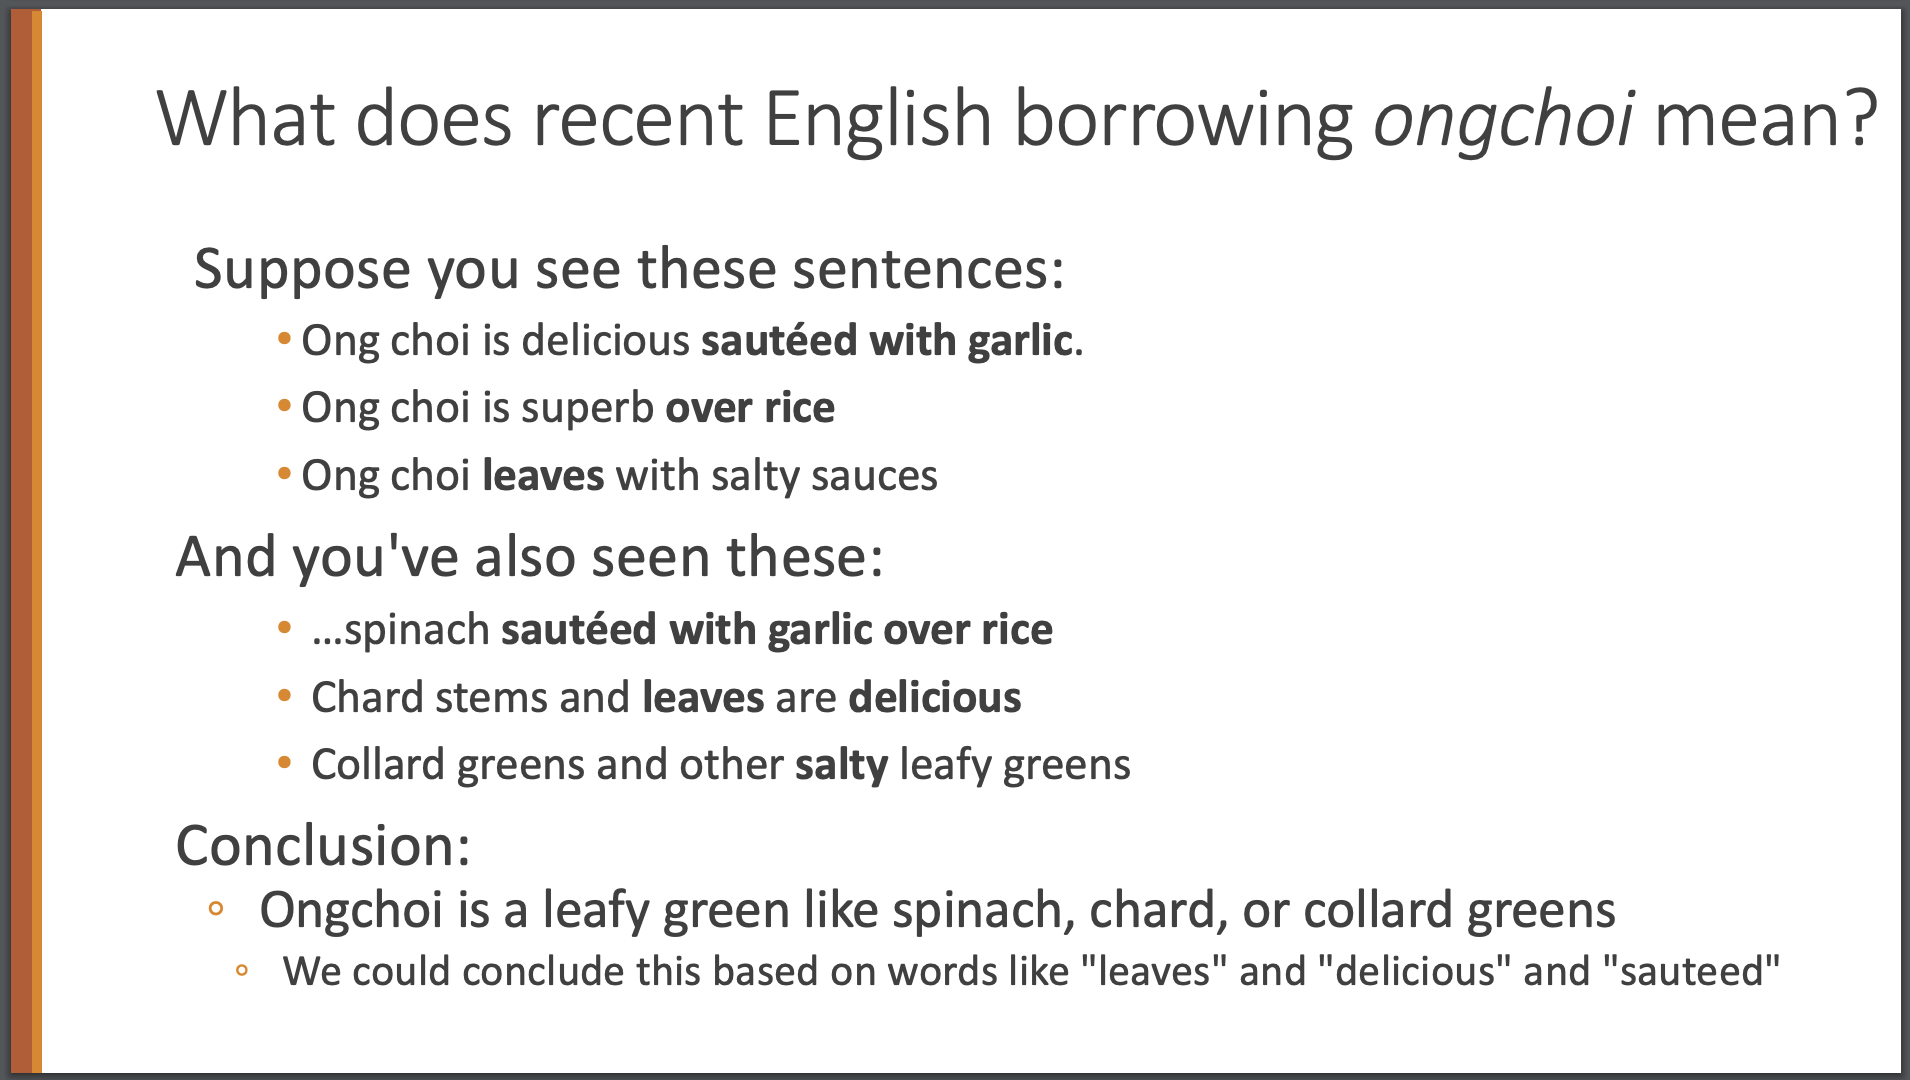 What does recent English borrowing ongchoi mean?
Suppose you see these sentences:
• Ong choi is delicious sautéed with garlic.
• Ong choi is superb over rice
• Ong choi leaves with salty sauces
And you've also seen these:
• …spinach sautéed with garlic over rice
• Chard stems and leaves are delicious
• Collard greens and other salty leafy greens
Conclusion:
◦ Ongchoi is a leafy green like spinach, chard, or collard greens
◦ We could conclude this based on words like "leaves" and "delicious" and "sauteed"